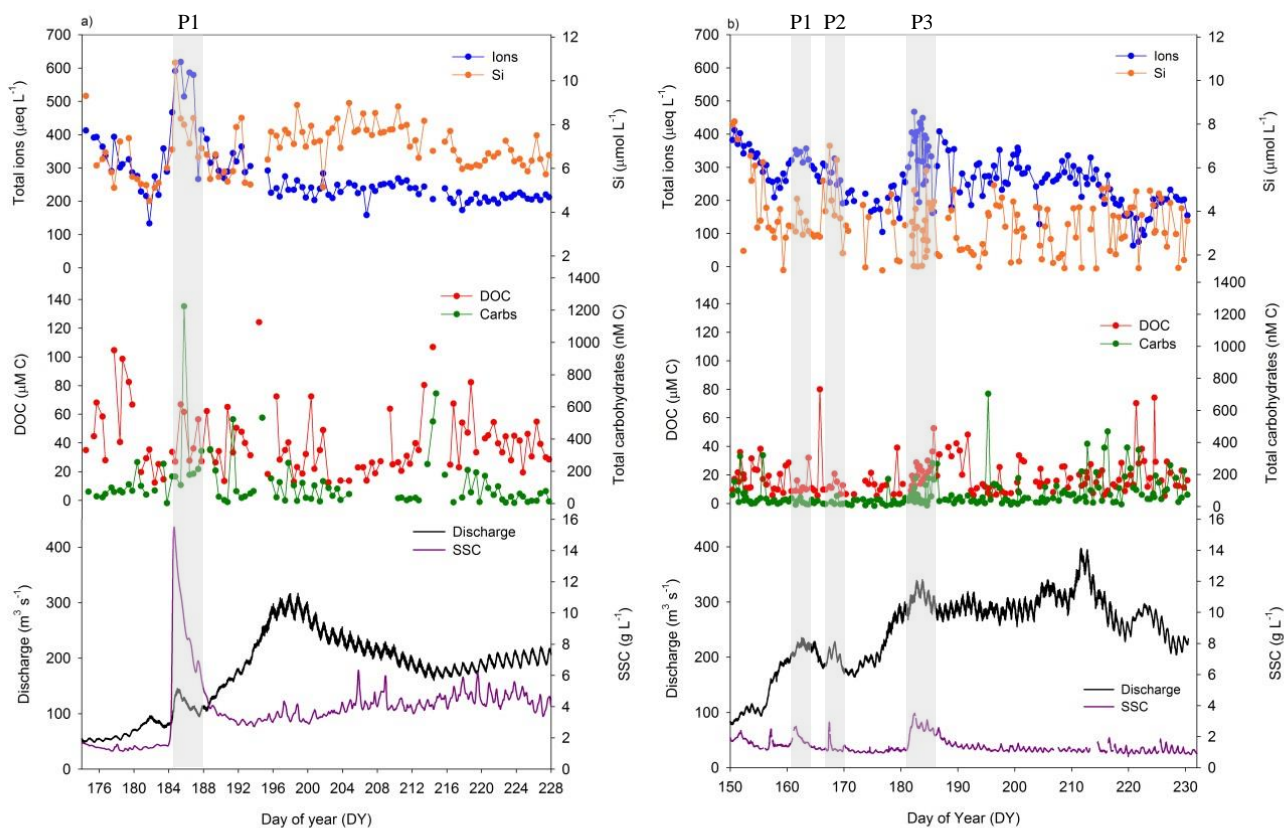 a) P1
700 12
600 Ions 10
500 Si
400 8
300 6
200 4
100 2
0
Total ions (µeq L⁻¹)
Si (µmol L⁻¹)
1400
140 DOC 1200
120 Carbs 1000
100 800
80 600
60 400
40 200
20 0
0
DOC (µM C)
Total carbohydrates (nM C)
16
400 Discharge 14
SSC 12
300 10
200 8
6
100 4
2
0 0
Discharge (m³ s⁻¹)
SSC (g L⁻¹)
176 180 184 188 192 196 200 204 208 212 216 220 224 228
Day of year (DY)
b) P1 P2 P3
700 12
600 Ions 10
500 Si
400 8
300 6
200 4
100 2
0
Total ions (µeq L⁻¹)
Si (µmol L⁻¹)
1400
140 DOC 1200
120 Carbs 1000
100 800
80 600
60 400
40 200
20 0
0
DOC (µM C)
Total carbohydrates (nM C)
16
400 14
12
300 10
200 8
6
100 Discharge 4
SSC 2
0 0
Discharge (m³ s⁻¹)
SSC (g L⁻¹)
150 160 170 180 190 200 210 220 230
Day of Year (DY)